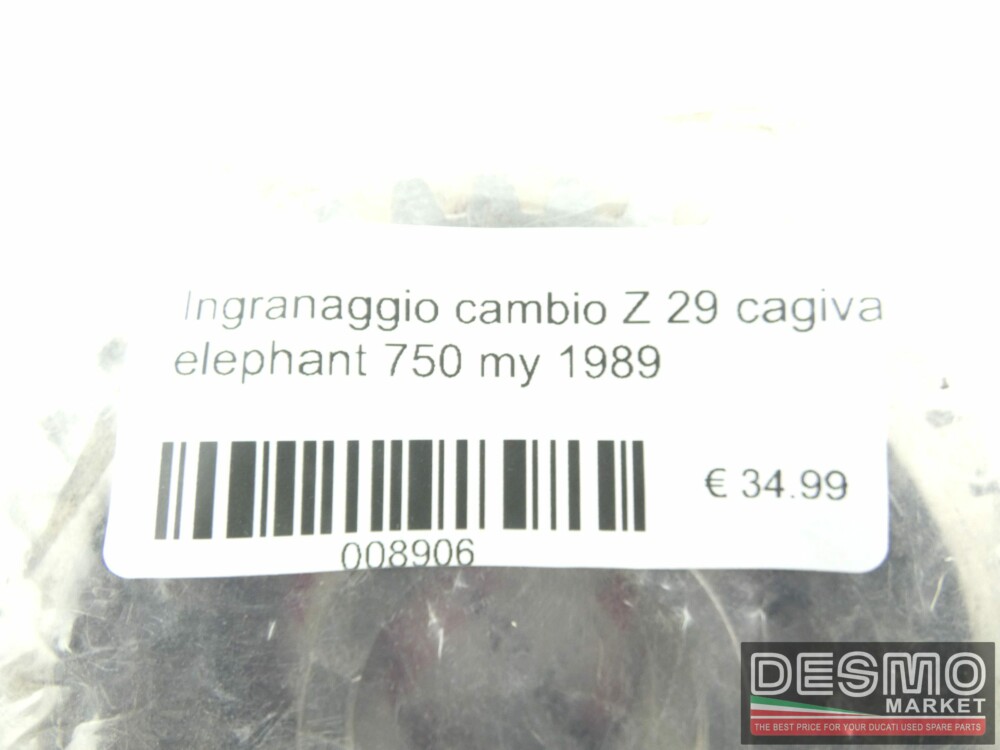 Ingranaggio cambio Z 29 cagiva
elephant 750 my 1989
€ 34.99
008906
DESMO
MARKET
THE BEST PRICE FOR YOUR DUCATI USED SPARE PARTS